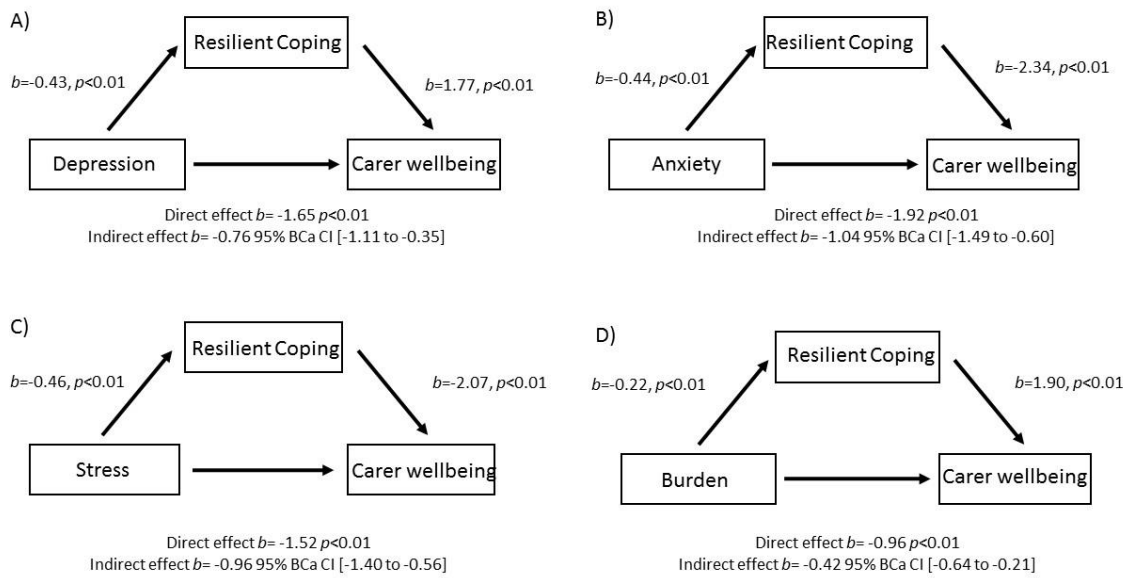 A)
Resilient Coping
b=-0.43, p<0.01
b=1.77, p<0.01
Depression
Carer wellbeing
Direct effect b= -1.65 p<0.01
Indirect effect b= -0.76 95% BCa CI [-1.11 to -0.35]
B)
Resilient Coping
b=-0.44, p<0.01
b=-2.34, p<0.01
Anxiety
Carer wellbeing
Direct effect b= -1.92 p<0.01
Indirect effect b= -1.04 95% BCa CI [-1.49 to -0.60]
C)
Resilient Coping
b=-0.46, p<0.01
b=-2.07, p<0.01
Stress
Carer wellbeing
Direct effect b= -1.52 p<0.01
Indirect effect b= -0.96 95% BCa CI [-1.40 to -0.56]
D)
Resilient Coping
b=-0.22, p<0.01
b=1.90, p<0.01
Burden
Carer wellbeing
Direct effect b= -0.96 p<0.01
Indirect effect b= -0.42 95% BCa CI [-0.64 to -0.21]